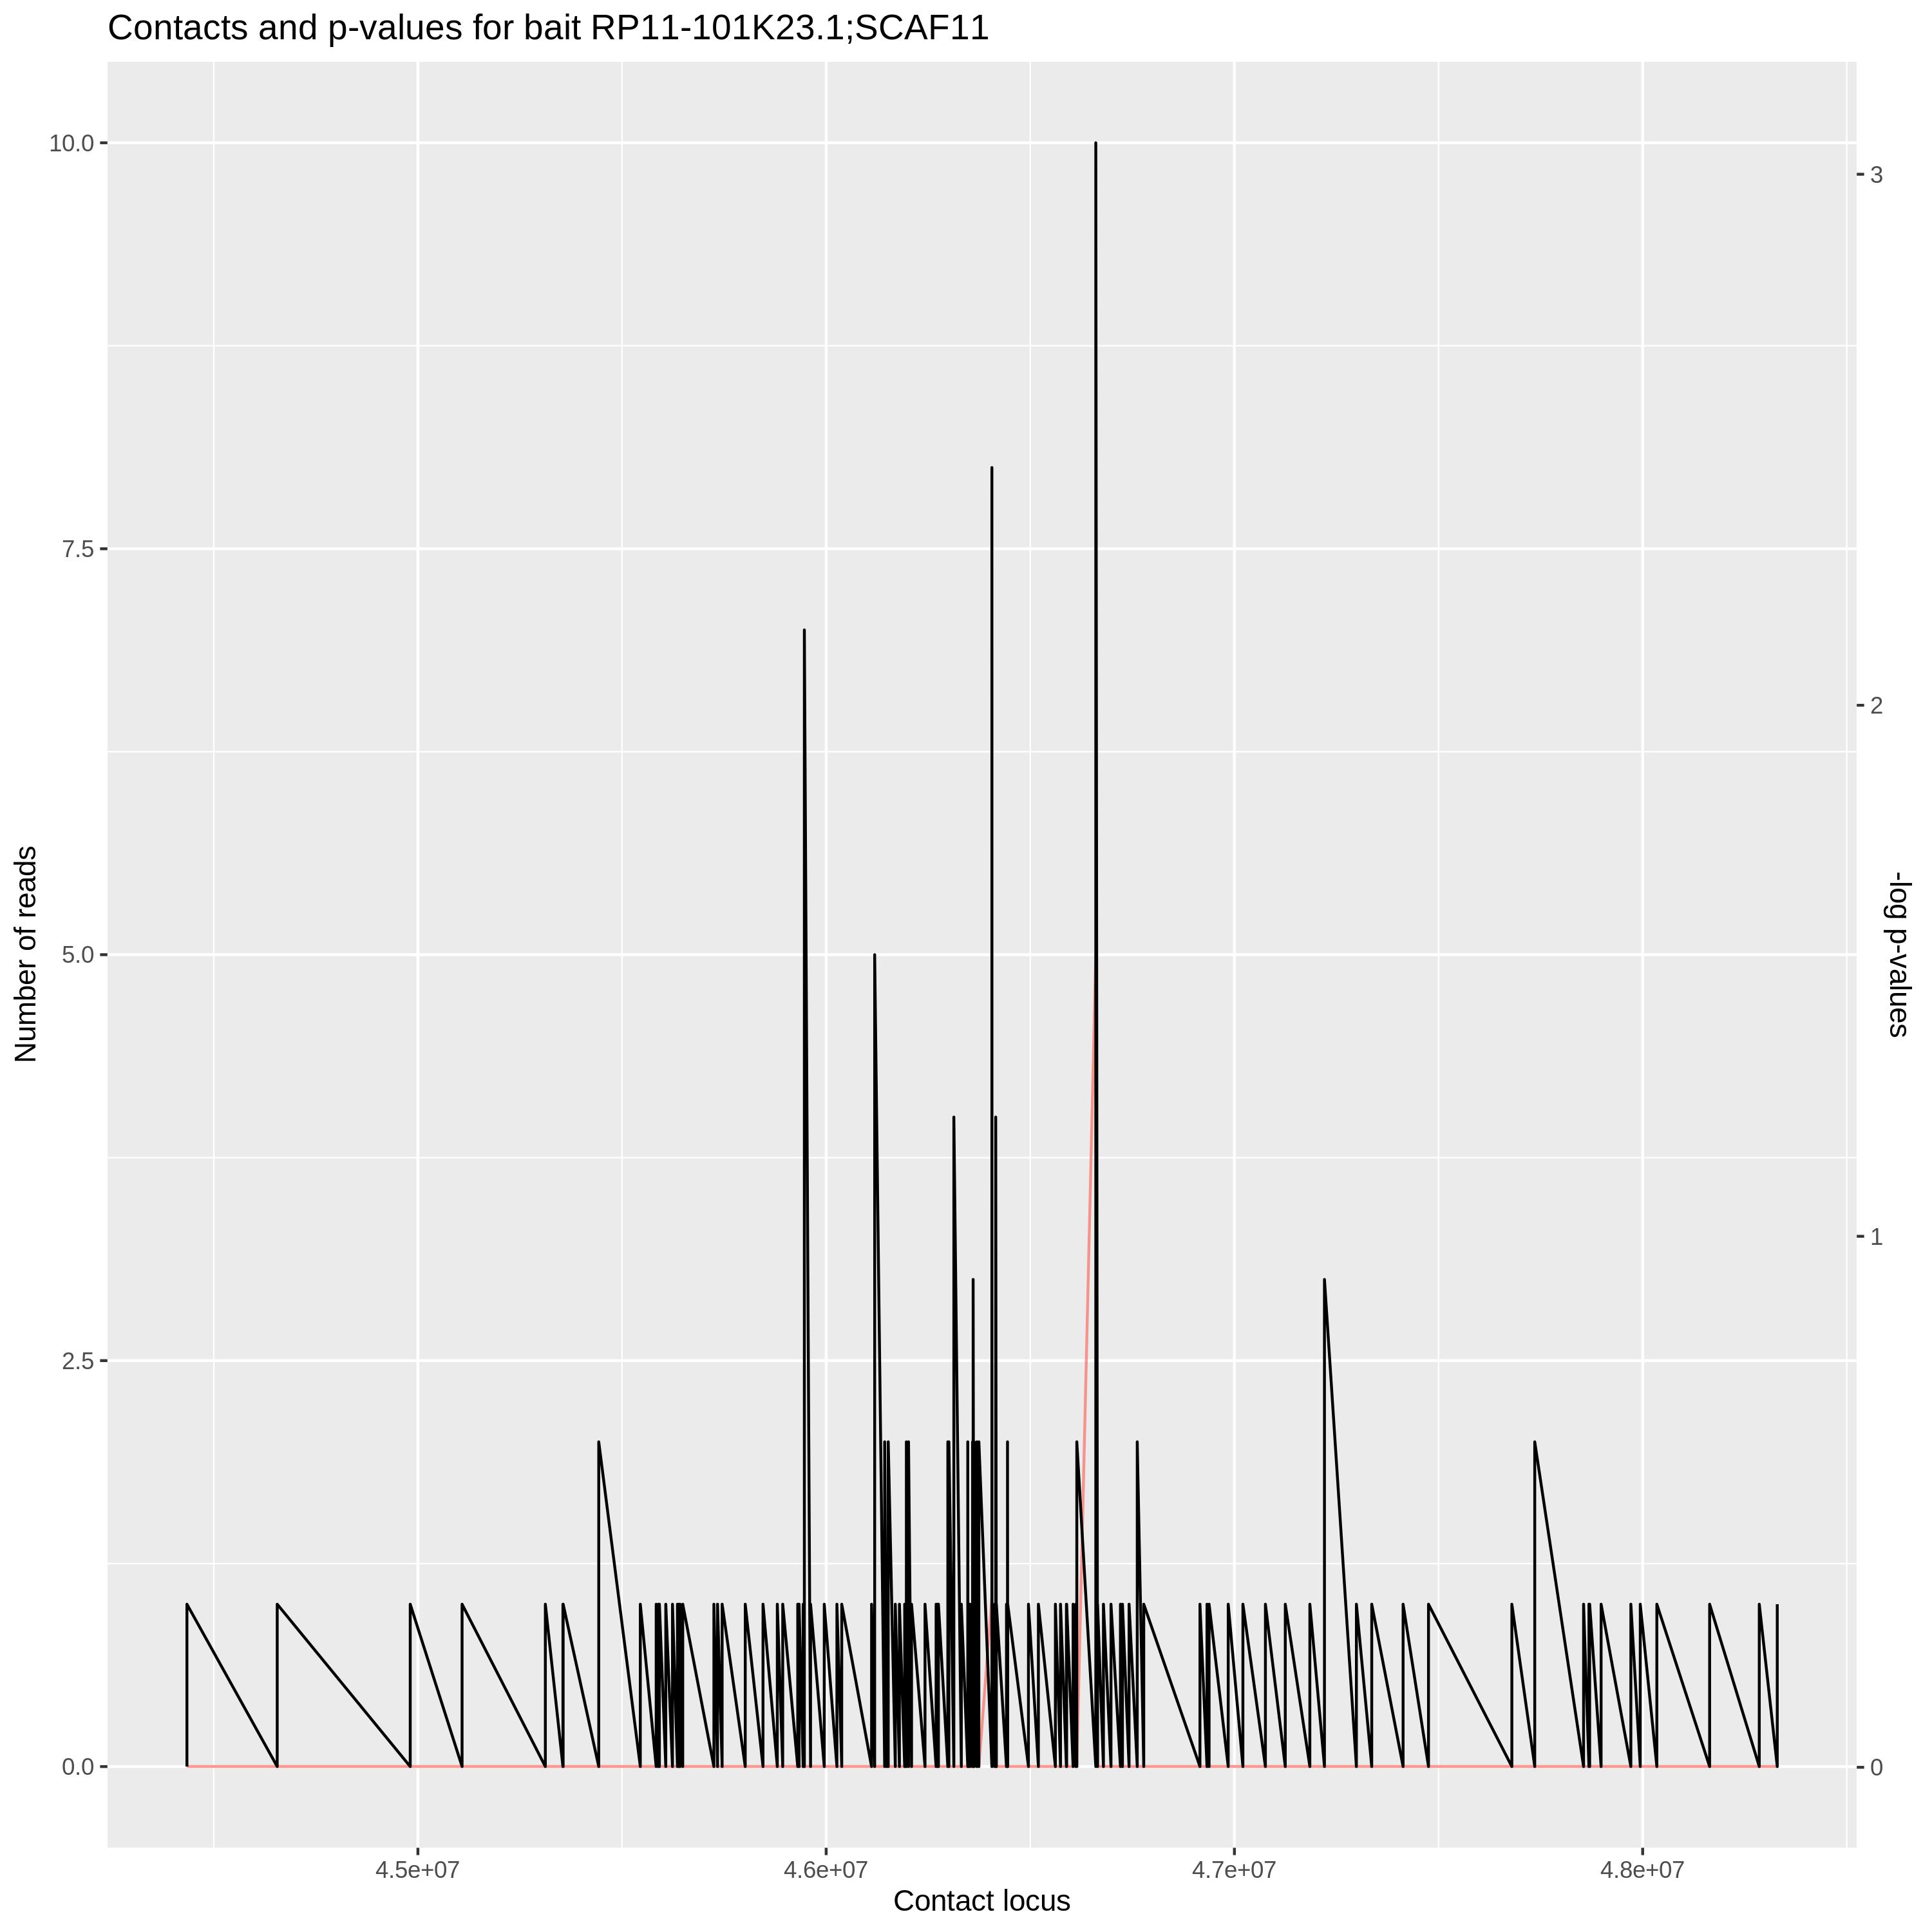 Contacts and p-values for bait RP11-101K23.1;SCAF11
10.0
7.5
5.0
2.5
0.0
Number of reads
3
2
1
0
-log p-values
4.5e+07
4.6e+07
4.7e+07
4.8e+07
Contact locus